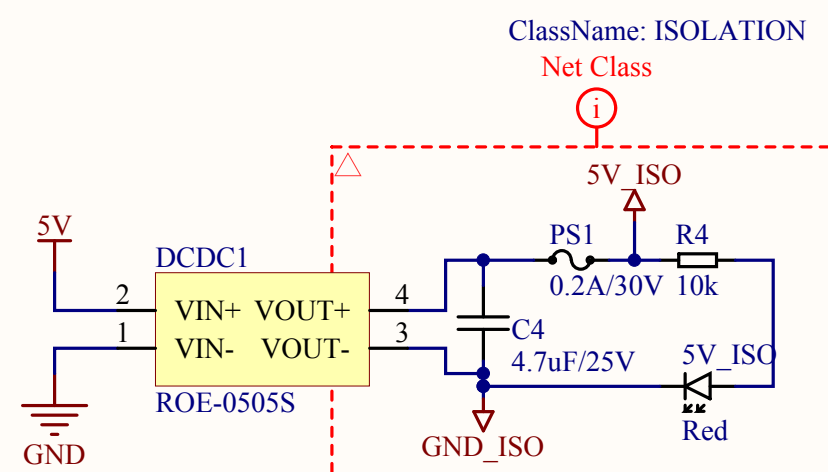 ClassName: ISOLATION
Net Class
i
5V_ISO
5V
PS1
R4
DCDC1
0.2A/30V
10k
2
VIN+
VOUT+
4
1
VIN-
VOUT-
3
C4
4.7uF/25V
5V_ISO
ROE-0505S
Red
GND_ISO
GND